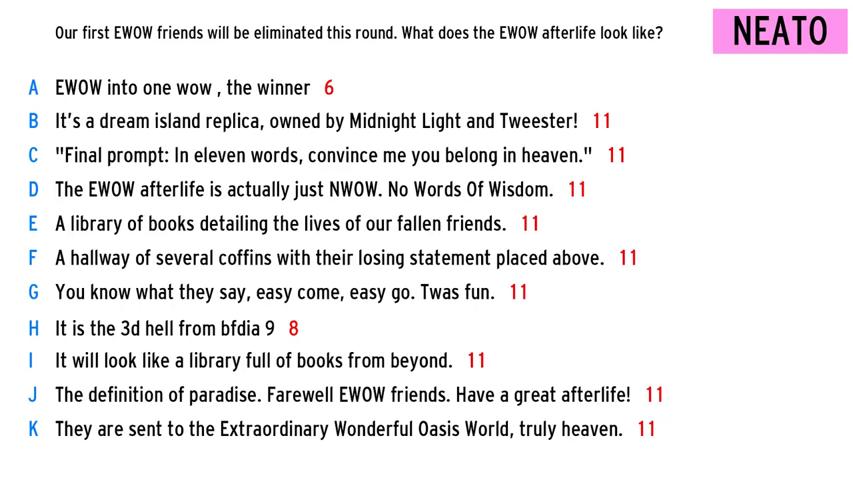 Our first EWOW friends will be eliminated this round. What does the EWOW afterlife look like?
NEATO
A EWOW into one wow , the winner 6
B It's a dream island replica, owned by Midnight Light and Tweester! 11
C "Final prompt: In eleven words, convince me you belong in heaven." 11
D The EWOW afterlife is actually just NWOW. No Words Of Wisdom. 11
E A library of books detailing the lives of our fallen friends. 11
F A hallway of several coffins with their losing statement placed above. 11
G You know what they say, easy come, easy go. Twas fun. 11
H It is the 3d hell from bfdia 9 8
I It will look like a library full of books from beyond. 11
J The definition of paradise. Farewell EWOW friends. Have a great afterlife! 11
K They are sent to the Extraordinary Wonderful Oasis World, truly heaven. 11